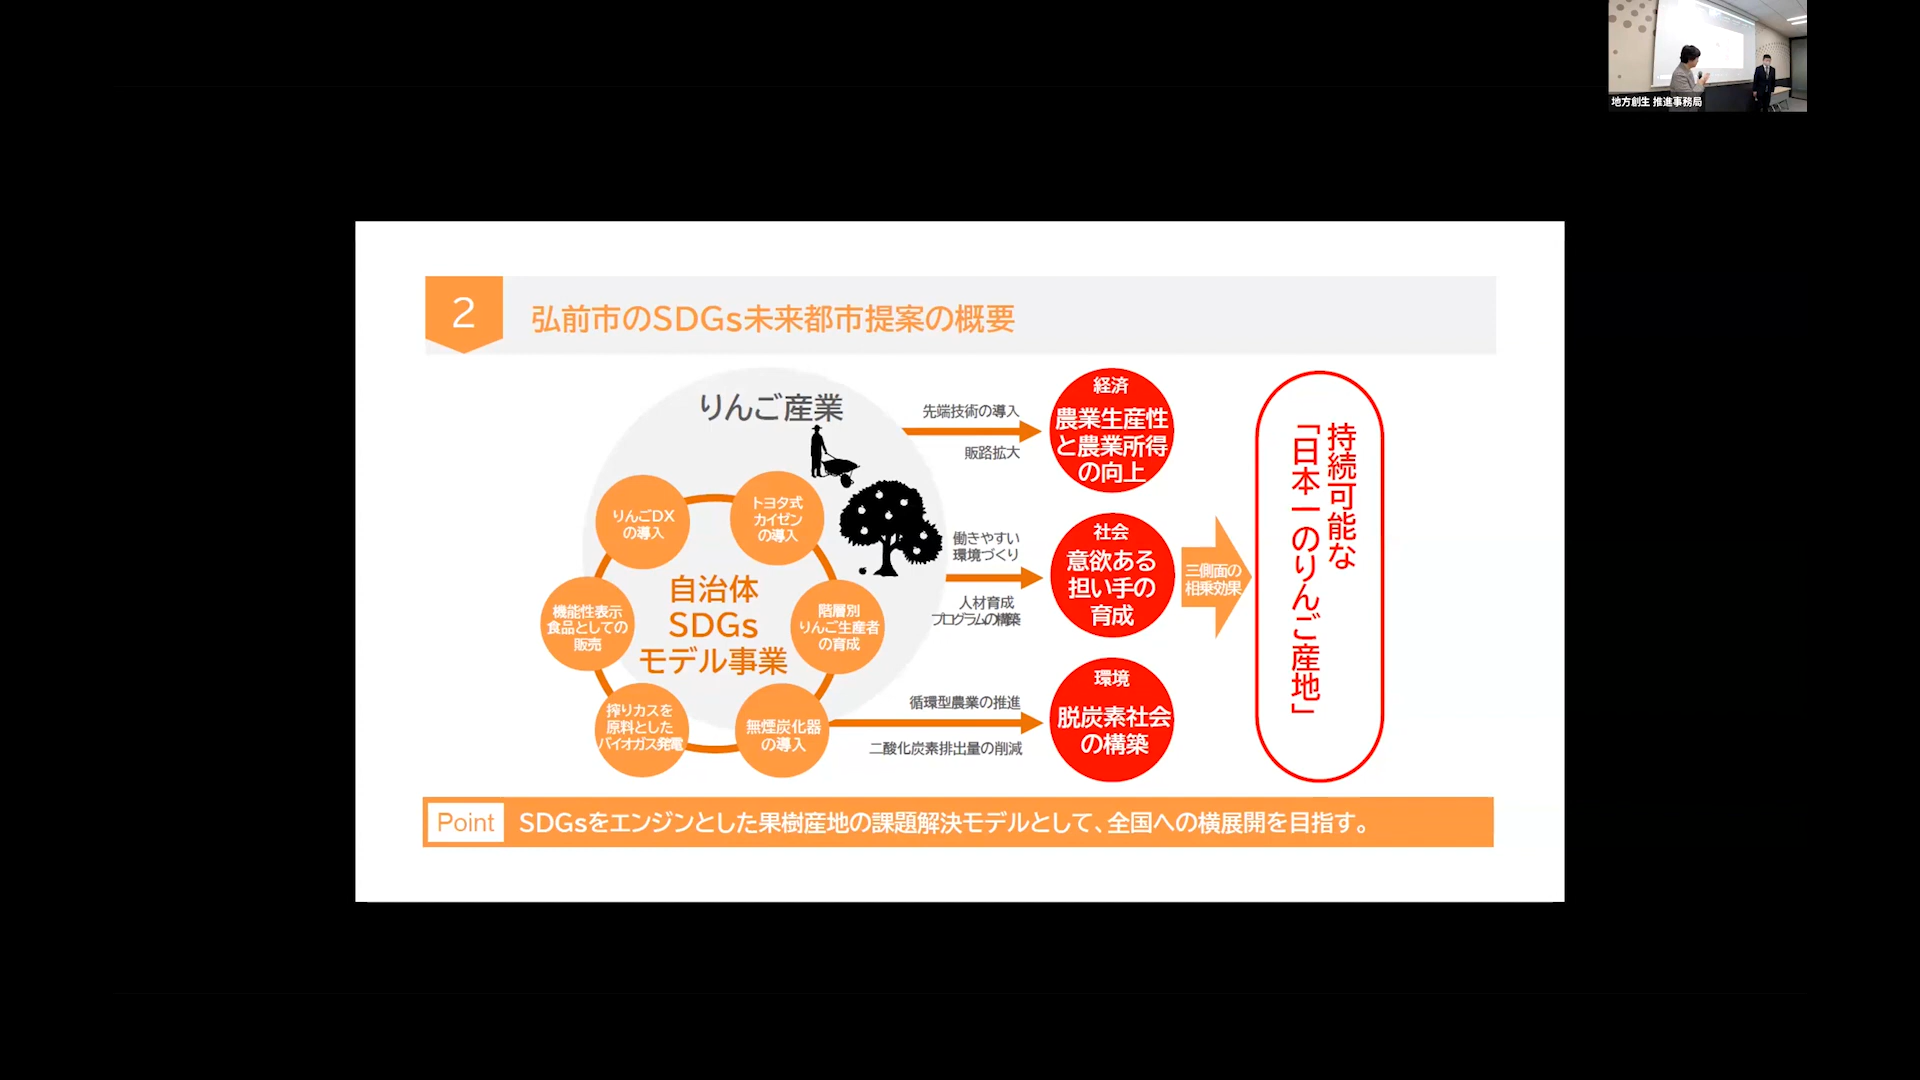 地方創生 推進事務局
2
弘前市のSDGs未来都市提案の概要
りんご産業
りんごDX
の導入
トヨタ式
カイゼン
の導入
機能性表示
食品としての
販売
自治体
SDGs
モデル事業
階層別
りんご生産者
の育成
搾りカスを
原料とした
バイオガス発電
無煙炭化器
の導入
先端技術の導入
販路拡大
働きやすい
環境づくり
人材育成
プログラムの構築
循環型農業の推進
二酸化炭素排出量の削減
経済
農業生産性
と農業所得
の向上
社会
意欲ある
担い手の
育成
環境
脱炭素社会
の構築
三側面の
相乗効果
持続可能な
「日本一のりんご産地」
Point
SDGsをエンジンとした果樹産地の課題解決モデルとして、全国への横展開を目指す。